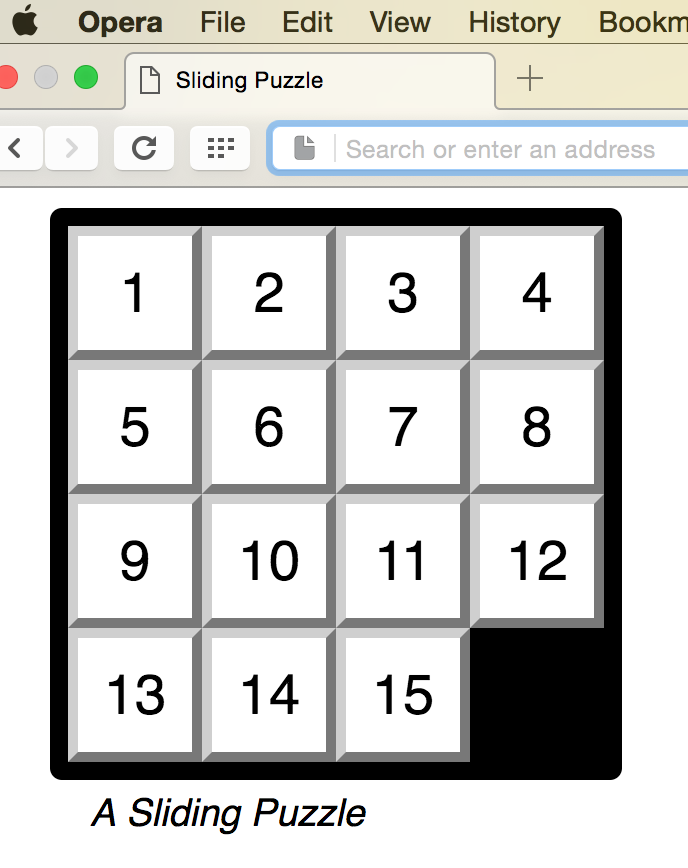 Opera File Edit View History Bookm
Sliding Puzzle
Search or enter an address
1 2 3 4
5 6 7 8
9 10 11 12
13 14 15
A Sliding Puzzle